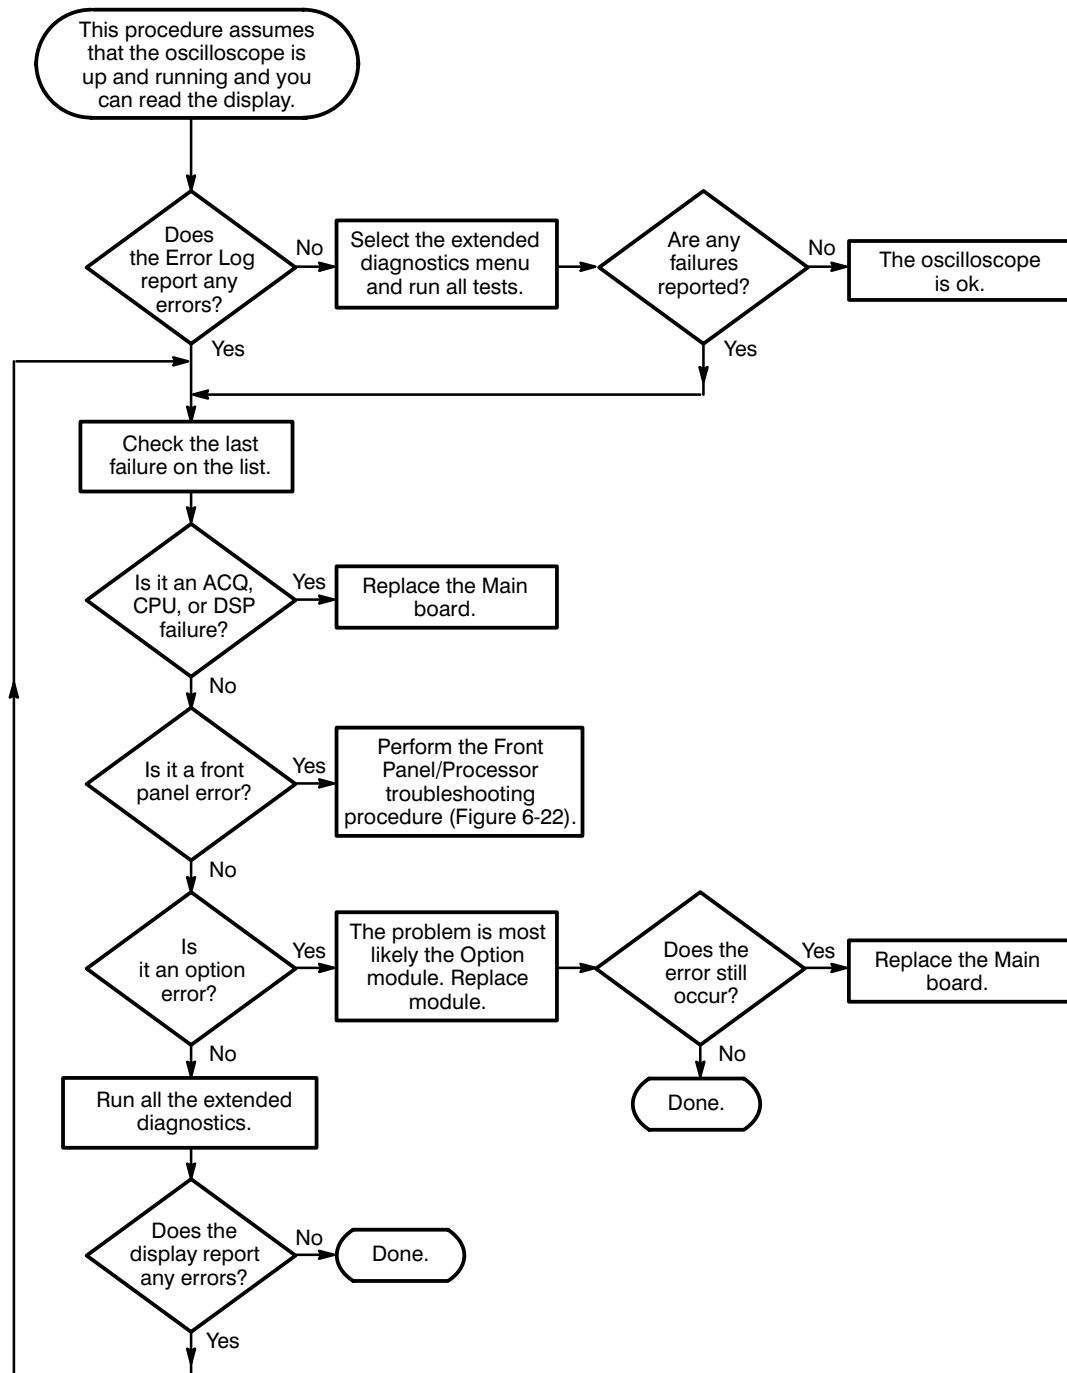 This procedure assumes
that the oscilloscope is
up and running and you
can read the display.
Does
the Error Log
report any
errors?
No
Select the extended
diagnostics menu
and run all tests.
Are any
failures
reported?
No
The oscilloscope
is ok.
Yes
Yes
Check the last
failure on the list.
Is it an ACQ,
CPU, or DSP
failure?
Yes
Replace the Main
board.
No
Is it a front
panel error?
Yes
Perform the Front
Panel/Processor
troubleshooting
procedure (Figure 6-22).
No
Is
it an option
error?
Yes
The problem is most
likely the Option
module. Replace
module.
Does the
error still
occur?
Yes
Replace the Main
board.
No
No
Done.
Run all the extended
diagnostics.
Does the
display report
any errors?
No
Done.
Yes